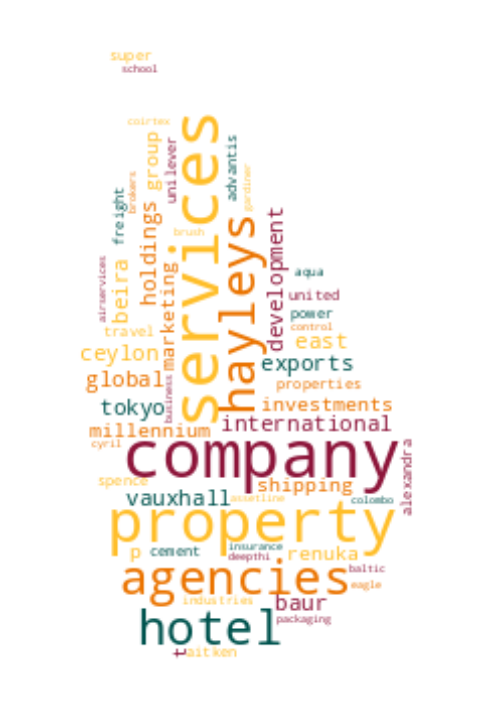 super
school
coirtex
services
group
unilever
advantis
gardiner
brokers
freight
holdings
brush
hayleys
development
airservices
beira
marketing
aqua
united
power
control
travel
east
ceylon
exports
global
business
properties
tokyo
investments
millennium
international
cyril
company
alexandra
spence
shipping
vauxhall
assetline
colombo
property
p
cement
insurance
deepthi
renuka
agencies
baltic
eagle
industries
baur
hotel
packaging
t
aitken